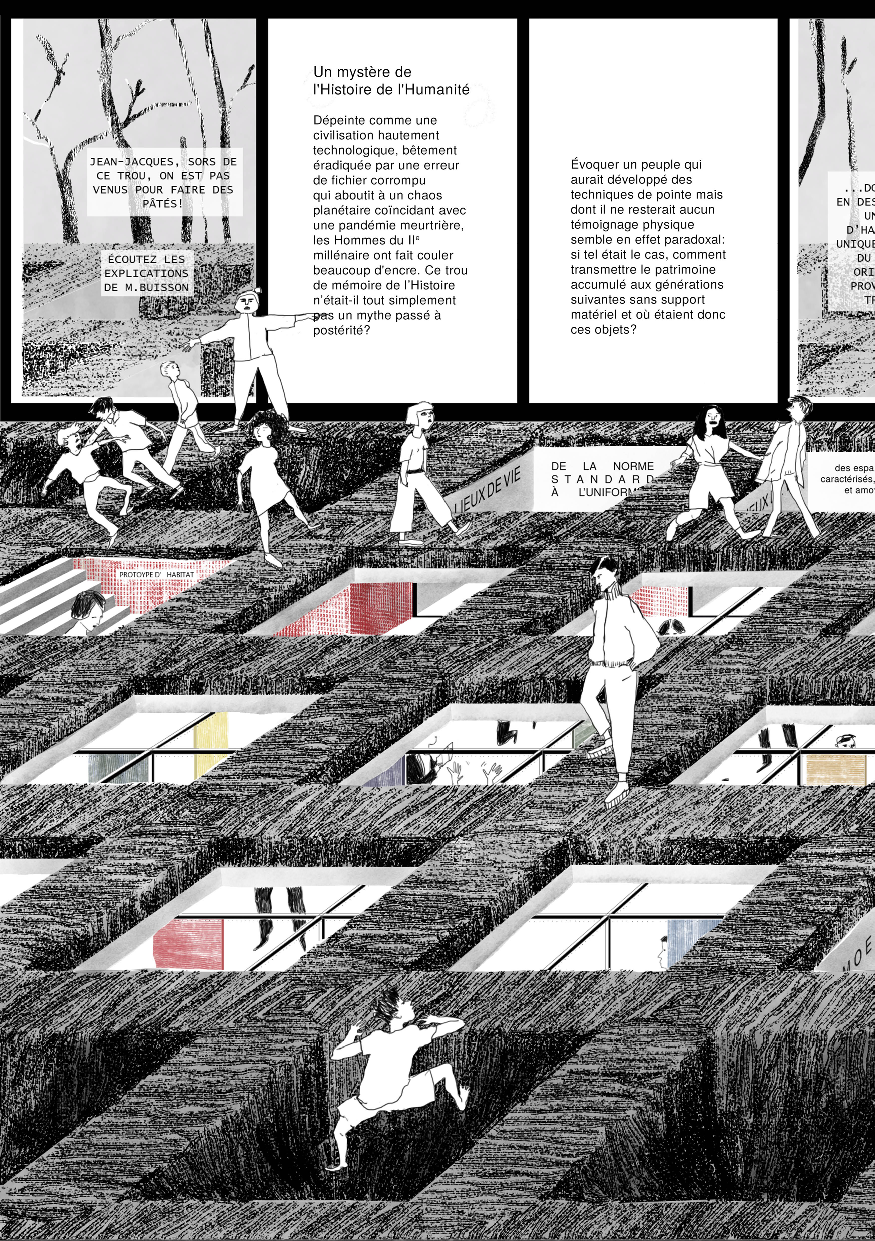 JEAN-JACQUES, SORS DE
CE TROU, ON EST PAS
VENUS POUR FAIRE DES
PÂTÉS!
ÉCOUTEZ LES
EXPLICATIONS
DE M.BUISSON
Un mystère de
l'Histoire de l'Humanité
Dépeinte comme une
civilisation hautement
technologique, bêtement
éradiquée par une erreur
de fichier corrompu
qui aboutit à un chaos
planétaire coïncidant avec
une pandémie meurtrière,
les Hommes du IIᵉ
millénaire ont fait couler
beaucoup d'encre. Ce trou
de mémoire de l'Histoire
n'était-il tout simplement
pas un mythe passé à
postérité?
Évoquer un peuple qui
aurait développé des
techniques de pointe mais
dont il ne resterait aucun
témoignage physique
semble en effet paradoxal:
si tel était le cas, comment
transmettre le patrimoine
accumulé aux générations
suivantes sans support
matériel et où étaient donc
ces objets?
...DO
EN DES
UN
D'HA
UNIQUE
DU
ORI
PROV
TR
LIEUX DE VIE
DE LA NORME
STANDARD
À L'UNIFORM
IEUX
des espa
caractérisés,
et amo
PROTOYPE D' HABITAT
MOE